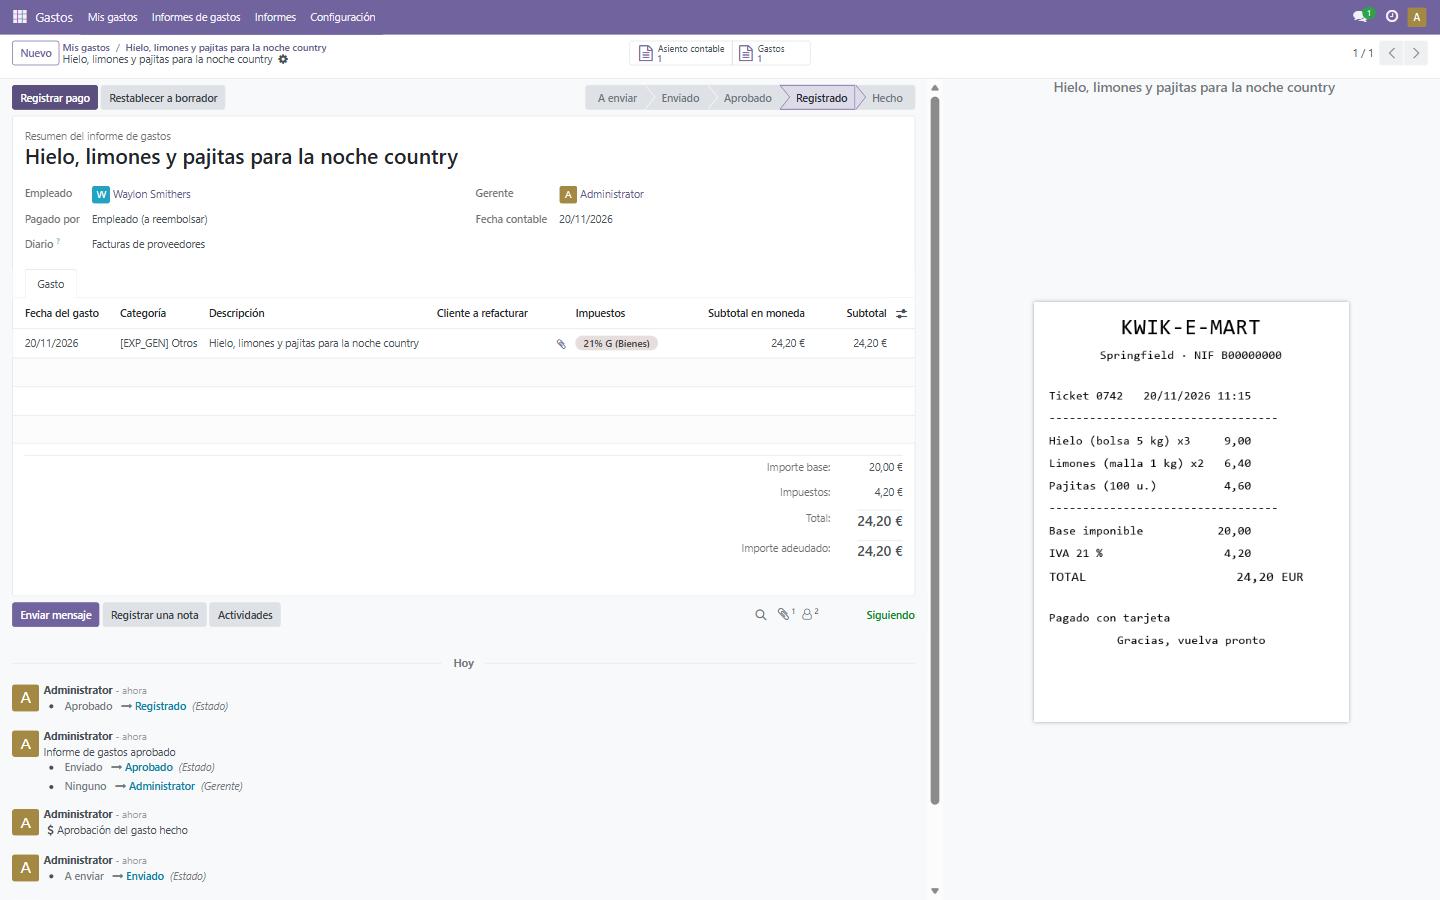 Gastos Mis gastos Informes de gastos Informes Configuración 1 A
Nuevo Mis gastos / Hielo, limones y pajitas para la noche country
Hielo, limones y pajitas para la noche country
Asiento contable 1
Gastos 1
1 / 1
Registrar pago Restablecer a borrador
A enviar Enviado Aprobado Registrado Hecho
Resumen del informe de gastos
Hielo, limones y pajitas para la noche country
Empleado W Waylon Smithers Gerente A Administrator
Pagado por Empleado (a reembolsar) Fecha contable 20/11/2026
Diario ? Facturas de proveedores
Gasto
Fecha del gasto Categoría Descripción Cliente a refacturar Impuestos Subtotal en moneda Subtotal
20/11/2026 [EXP_GEN] Otros Hielo, limones y pajitas para la noche country 21% G (Bienes) 24,20 € 24,20 €
Importe base: 20,00 €
Impuestos: 4,20 €
Total: 24,20 €
Importe adeudado: 24,20 €
Enviar mensaje Registrar una nota Actividades 1 2 Siguiendo
Hoy
A Administrator - ahora
• Aprobado → Registrado (Estado)
A Administrator - ahora
Informe de gastos aprobado
• Enviado → Aprobado (Estado)
• Ninguno → Administrator (Gerente)
A Administrator - ahora
$ Aprobación del gasto hecho
A Administrator - ahora
• A enviar → Enviado (Estado)
Hielo, limones y pajitas para la noche country
KWIK-E-MART
Springfield · NIF B00000000
Ticket 0742 20/11/2026 11:15
----------------------------------
Hielo (bolsa 5 kg) x3 9,00
Limones (malla 1 kg) x2 6,40
Pajitas (100 u.) 4,60
----------------------------------
Base imponible 20,00
IVA 21 % 4,20
TOTAL 24,20 EUR
Pagado con tarjeta
Gracias, vuelva pronto